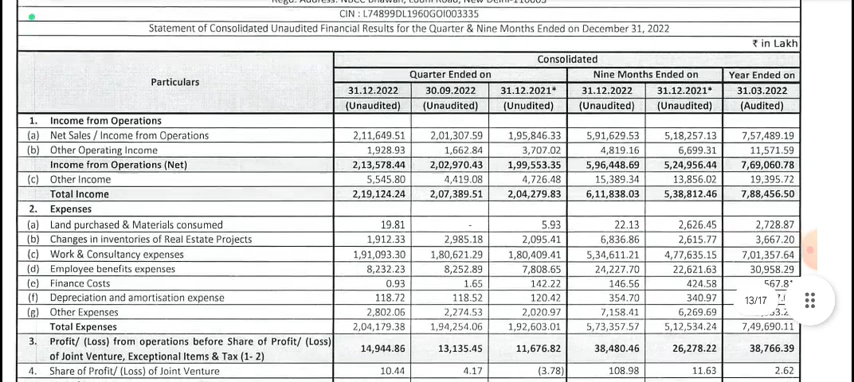 CIN : L74899DL1960GOI003335
Statement of Consolidated Unaudited Financial Results for the Quarter & Nine Months Ended on December 31, 2022
₹ in Lakh
Particulars Consolidated
Quarter Ended on Nine Months Ended on Year Ended on
31.12.2022 30.09.2022 31.12.2021* 31.12.2022 31.12.2021* 31.03.2022
(Unaudited) (Unaudited) (Unudited) (Unaudited) (Unaudited) (Audited)
1. Income from Operations
(a) Net Sales / Income from Operations 2,11,649.51 2,01,307.59 1,95,846.33 5,91,629.53 5,18,257.13 7,57,489.19
(b) Other Operating Income 1,928.93 1,662.84 3,707.02 4,819.16 6,699.31 11,571.59
Income from Operations (Net) 2,13,578.44 2,02,970.43 1,99,553.35 5,96,448.69 5,24,956.44 7,69,060.78
(c) Other Income 5,545.80 4,419.08 4,726.48 15,389.34 13,856.02 19,395.72
Total Income 2,19,124.24 2,07,389.51 2,04,279.83 6,11,838.03 5,38,812.46 7,88,456.50
2. Expenses
(a) Land purchased & Materials consumed 19.81 - 5.93 22.13 2,626.45 2,728.87
(b) Changes in inventories of Real Estate Projects 1,912.33 2,985.18 2,095.41 6,836.86 2,615.77 3,667.20
(c) Work & Consultancy expenses 1,91,093.30 1,80,621.29 1,80,409.41 5,34,611.21 4,77,635.15 7,01,357.64
(d) Employee benefits expenses 8,232.23 8,252.89 7,808.65 24,227.70 22,621.63 30,958.29
(e) Finance Costs 0.93 1.65 142.22 146.56 424.58
(f) Depreciation and amortisation expense 118.72 118.52 120.42 354.70 340.97
13/17
(g) Other Expenses 2,802.06 2,274.53 2,020.97 7,158.41 6,269.69
Total Expenses 2,04,179.38 1,94,254.06 1,92,603.01 5,73,357.57 5,12,534.24 7,49,690.11
3. Profit/ (Loss) from operations before Share of Profit/ (Loss)
of Joint Venture, Exceptional Items & Tax (1- 2) 14,944.86 13,135.45 11,676.82 38,480.46 26,278.22 38,766.39
4. Share of Profit/ (Loss) of Joint Venture 10.44 4.17 (3.78) 108.98 11.63 2.62